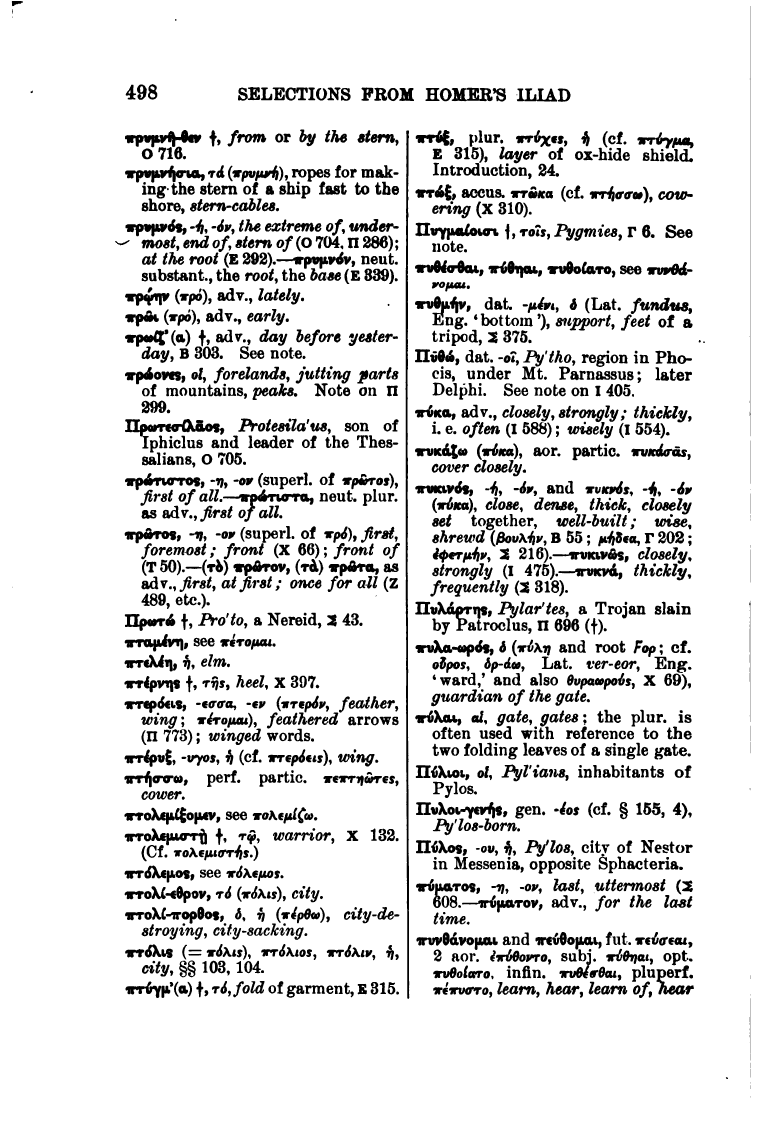 498 SELECTIONS FROM HOMER'S ILIAD
πρυμνῆ-θεν †, from or by the stern,
Ο 716.
πρυμνήσια, τά (πρυμνή), ropes for mak-
ing the stern of a ship fast to the
shore, stern-cables.
πρυμνός, -ή, -όν, the extreme of, under-
most, end of, stern of (Ο 704, Π 286);
at the root (Ε 292).—πρυμνόν, neut.
substant., the root, the base (Ε 339).
πρῴην (πρό), adv., lately.
πρῶι (πρό), adv., early.
πρωίζ'(α) †, adv., day before yester-
day, Β 303. See note.
πρώονες, οἱ, forelands, jutting parts
of mountains, peaks. Note on Π
299.
Πρωτεσίλᾱος, Protesila'us, son of
Iphiclus and leader of the Thes-
salians, Ο 705.
πρώτιστος, -η, -ον (superl. of πρῶτος),
first of all.—πρώτιστα, neut. plur.
as adv., first of all.
πρῶτος, -η, -ον (superl. of πρό), first,
foremost; front (Χ 66); front of
(Τ 50).—(τὸ) πρῶτον, (τὰ) πρῶτα, as
adv., first, at first; once for all (Ζ
489, etc.).
Πρωτώ †, Pro'to, a Nereid, Σ 43.
πταμένη, see πέτομαι.
πτελέη, ἡ, elm.
πτέρνης †, τῆς, heel, Χ 397.
πτερόεις, -εσσα, -εν (πτερόν, feather,
wing; πέτομαι), feathered arrows
(Π 773); winged words.
πτέρυξ, -υγος, ἡ (cf. πτερόεις), wing.
πτήσσω, perf. partic. πεπτηῶτες,
cower.
πτολεμίξομεν, see πολεμίζω.
πτολεμιστῇ †, τῷ, warrior, Χ 132.
(Cf. πολεμιστής.)
πτόλεμος, see πόλεμος.
πτολί-εθρον, τό (πόλις), city.
πτολί-πορθος, ὁ, ἡ (πέρθω), city-de-
stroying, city-sacking.
πτόλις (= πόλις), πτόλιος, πτόλιν, ἡ,
city, §§ 103, 104.
πτύγμ'(α) †, τό, fold of garment, Ε 315.
πτύξ, plur. πτύχες, ἡ (cf. πτύγμα,
Ε 315), layer of ox-hide shield.
Introduction, 24.
πτώξ, accus. πτῶκα (cf. πτήσσω), cow-
ering (Χ 310).
Πυγμαίοισι †, τοῖς, Pygmies, Γ 6. See
note.
πυθέσθαι, πύθηαι, πυθοίατο, see πυνθά-
νομαι.
πυθμήν, dat. -μένι, ὁ (Lat. fundus,
Eng. 'bottom'), support, feet of a
tripod, Σ 375.
Πῡθώ, dat. -οῖ, Py'tho, region in Pho-
cis, under Mt. Parnassus; later
Delphi. See note on Ι 405.
πύκα, adv., closely, strongly; thickly,
i. e. often (Ι 588); wisely (Ι 554).
πυκάζω (πύκα), aor. partic. πυκάσᾱς,
cover closely.
πυκινός, -ή, -όν, and πυκνός, -ή, -όν
(πύκα), close, dense, thick, closely
set together, well-built; wise,
shrewd (βουλήν, Β 55; μήδεα, Γ 202;
ἐφετμήν, Σ 216).—πυκινῶς, closely,
strongly (Ι 475).—πυκνά, thickly,
frequently (Σ 318).
Πυλάρτης, Pylar'tes, a Trojan slain
by Patroclus, Π 696 (†).
πυλα-ωρός, ὁ (πύλη and root Fορ; cf.
οὖρος, ὁρ-άω, Lat. ver-eor, Eng.
'ward,' and also θυραωρούς, Χ 69),
guardian of the gate.
πύλαι, αἱ, gate, gates; the plur. is
often used with reference to the
two folding leaves of a single gate.
Πύλιοι, οἱ, Pyl'ians, inhabitants of
Pylos.
Πυλοι-γενής, gen. -έος (cf. § 155, 4),
Py'los-born.
Πύλος, -ου, ἡ, Py'los, city of Nestor
in Messenia, opposite Sphacteria.
πύματος, -η, -ον, last, uttermost (Σ
608.—πύματον, adv., for the last
time.
πυνθάνομαι and πεύθομαι, fut. πεύσεαι,
2 aor. ἐπύθοντο, subj. πύθηαι, opt.
πυθοίατο, infin. πυθέσθαι, pluperf.
πέπυστο, learn, hear, learn of, hear